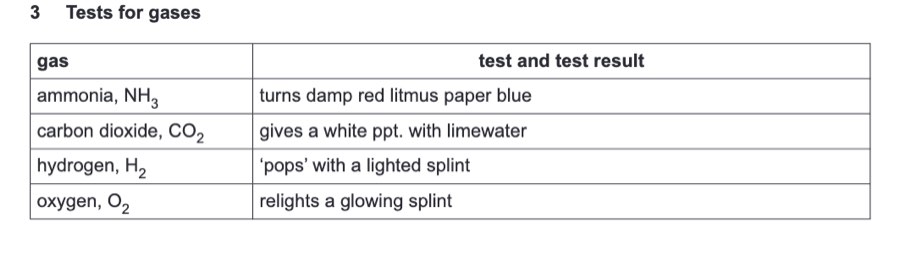 3 Tests for gases
gas test and test result
ammonia, NH₃ turns damp red litmus paper blue
carbon dioxide, CO₂ gives a white ppt. with limewater
hydrogen, H₂ 'pops' with a lighted splint
oxygen, O₂ relights a glowing splint